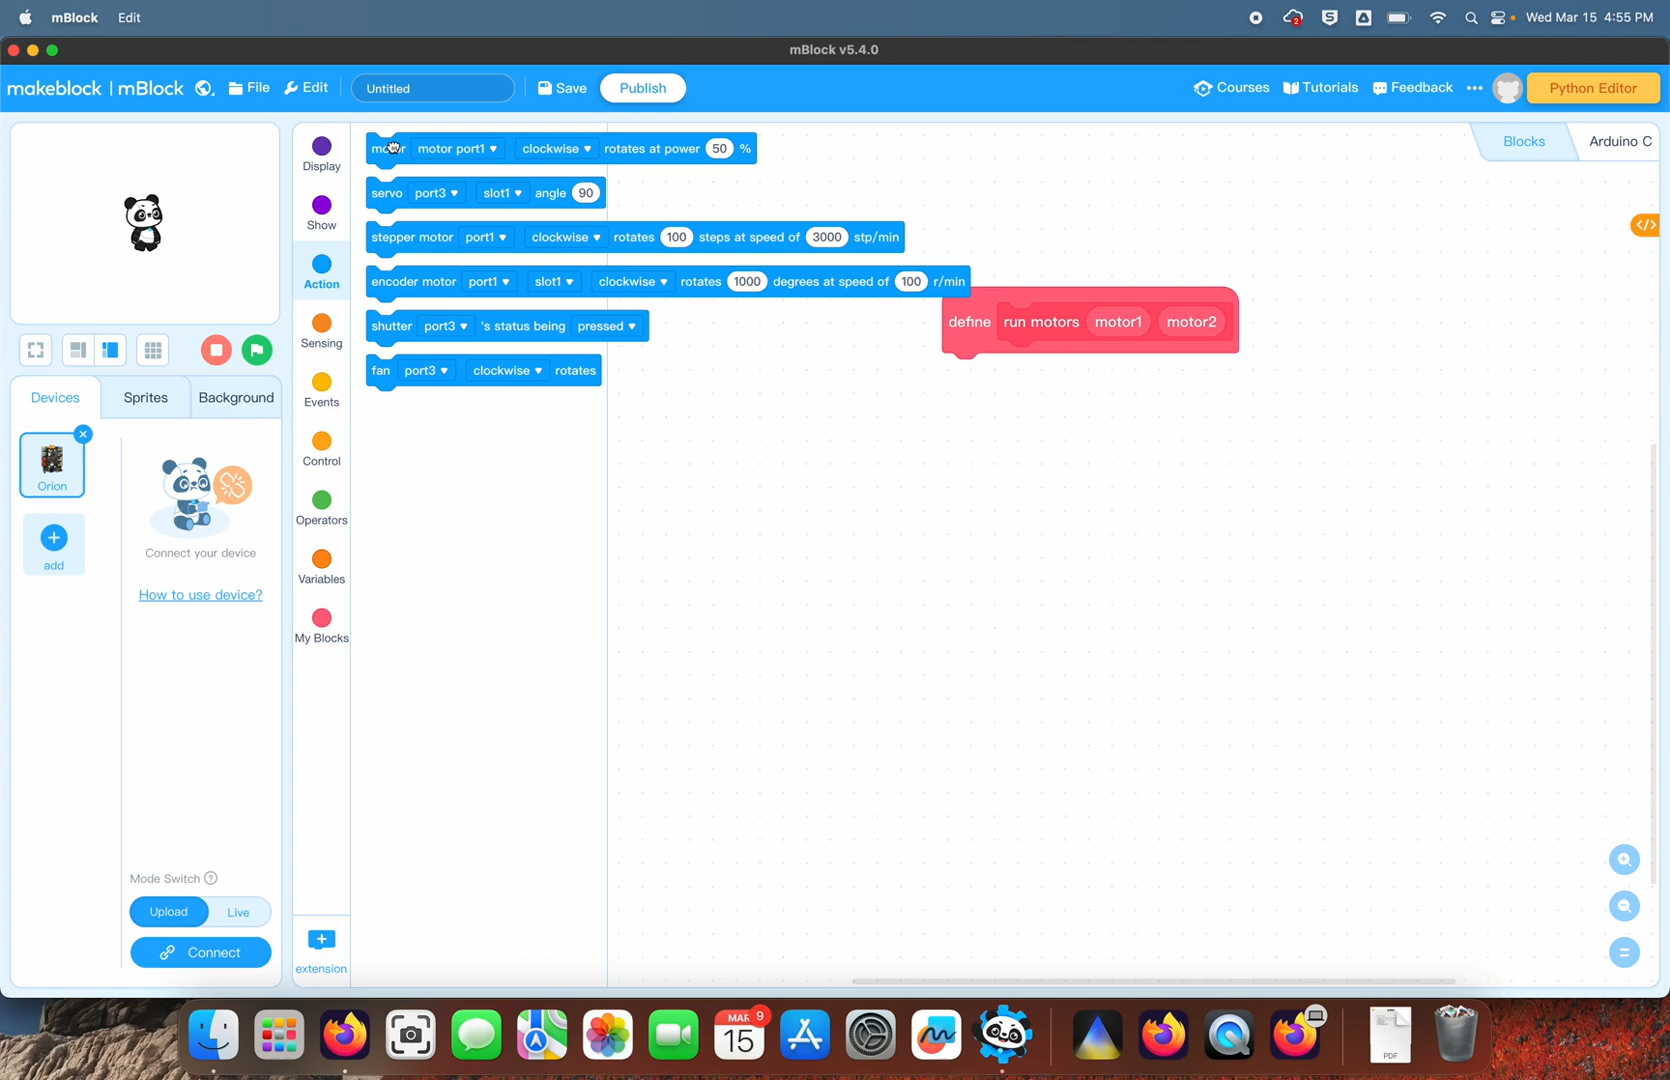 mBlock Edit
2
Wed Mar 15 4:55 PM
mBlock v5.4.0
makeblock | mBlock File Edit Untitled Save Publish Courses Tutorials Feedback ••• Python Editor
Blocks Arduino C
Display
Show
Action
Sensing
Events
Control
Operators
Variables
My Blocks
extension
motor motor port1 ▾ clockwise ▾ rotates at power 50 %
servo port3 ▾ slot1 ▾ angle 90
stepper motor port1 ▾ clockwise ▾ rotates 100 steps at speed of 3000 stp/min
encoder motor port1 ▾ slot1 ▾ clockwise ▾ rotates 1000 degrees at speed of 100 r/min
shutter port3 ▾ 's status being pressed ▾
fan port3 ▾ clockwise ▾ rotates
define run motors motor1 motor2
</>
Devices Sprites Background
Orion
add
Connect your device
How to use device?
Mode Switch ?
Upload Live
Connect
MAR 9
15
PDF